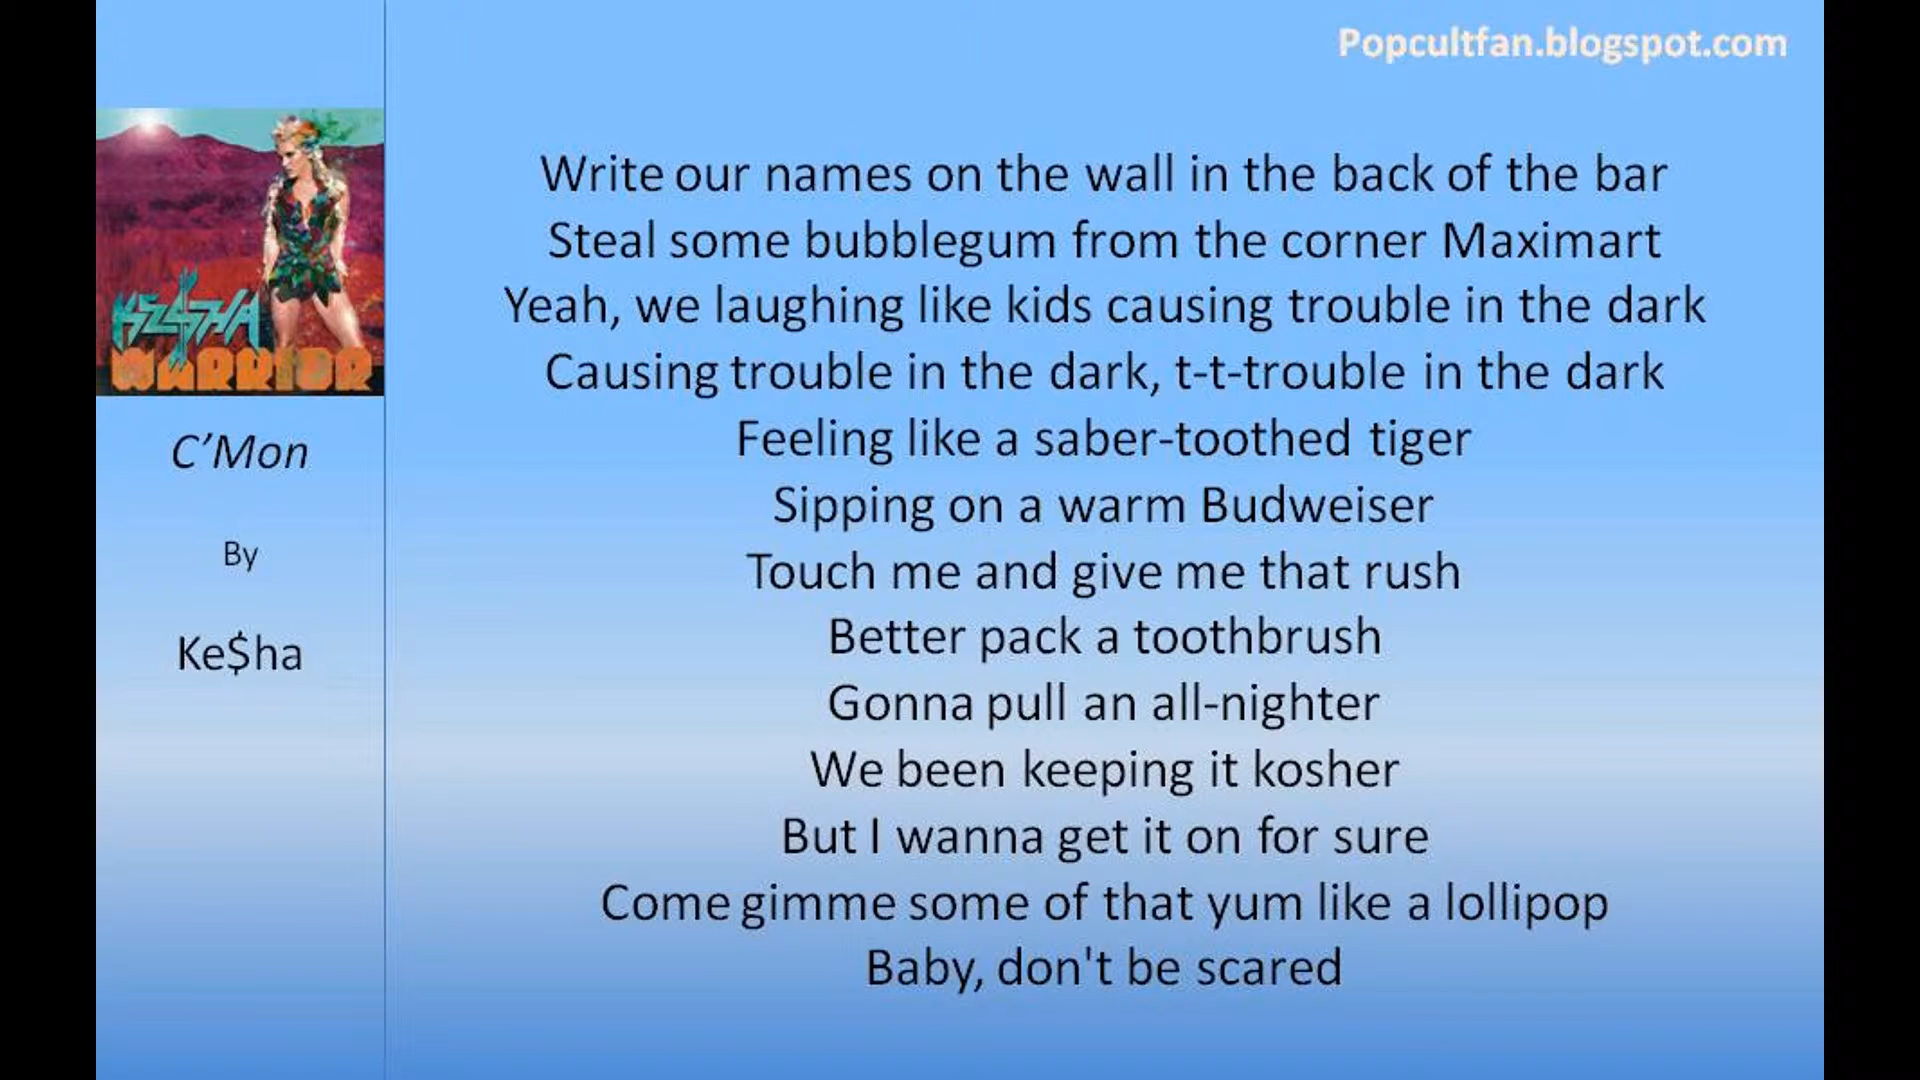 Popcultfan.blogspot.com
KE$HA
WARRIOR
C’Mon
By
Ke$ha
Write our names on the wall in the back of the bar
Steal some bubblegum from the corner Maximart
Yeah, we laughing like kids causing trouble in the dark
Causing trouble in the dark, t-t-trouble in the dark
Feeling like a saber-toothed tiger
Sipping on a warm Budweiser
Touch me and give me that rush
Better pack a toothbrush
Gonna pull an all-nighter
We been keeping it kosher
But I wanna get it on for sure
Come gimme some of that yum like a lollipop
Baby, don't be scared